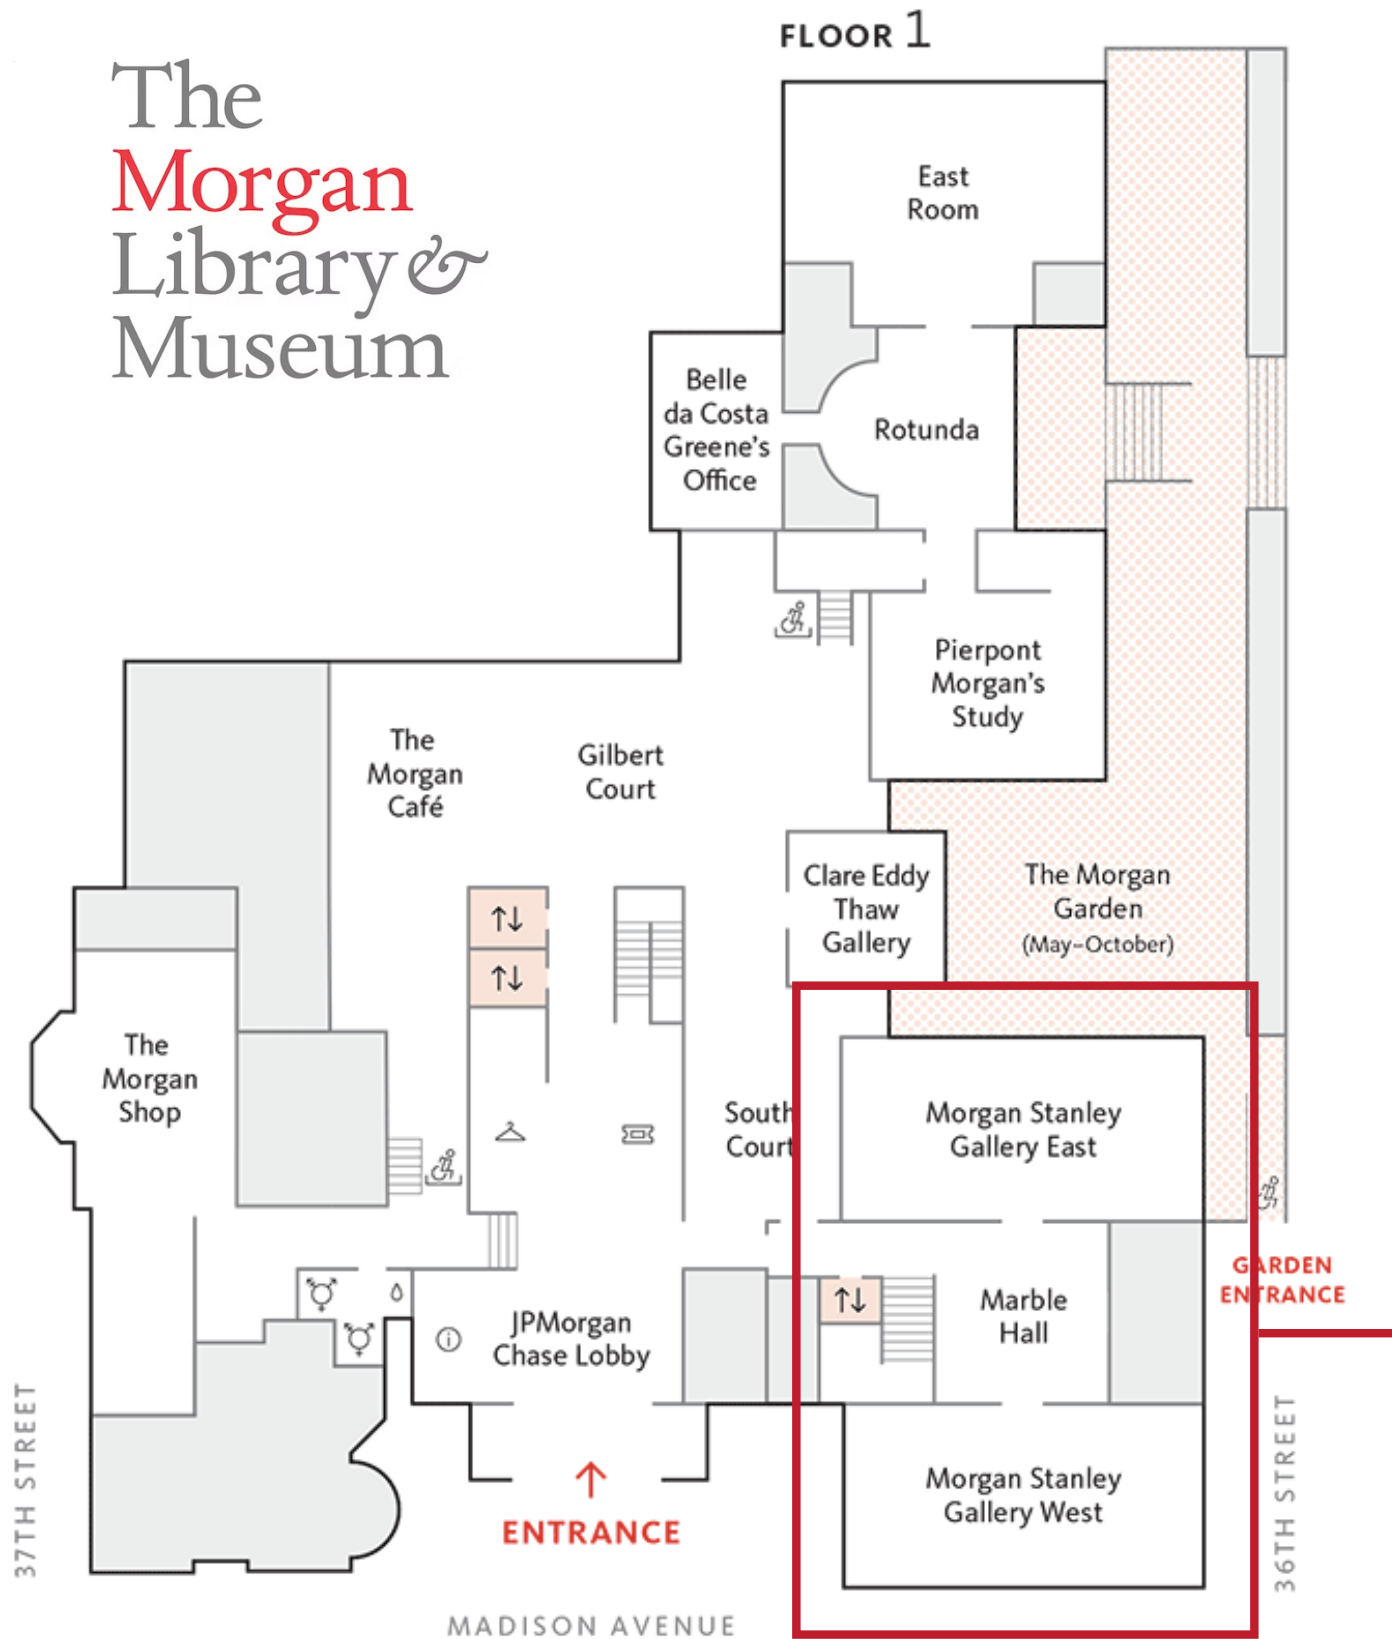 FLOOR 1
The
Morgan
Library &
Museum
East
Room
Belle
da Costa
Greene's
Office
Rotunda
Pierpont
Morgan's
Study
The
Morgan
Café
Gilbert
Court
Clare Eddy
Thaw
Gallery
The Morgan
Garden
(May–October)
The
Morgan
Shop
South
Court
Morgan Stanley
Gallery East
GARDEN
ENTRANCE
Marble
Hall
JPMorgan
Chase Lobby
Morgan Stanley
Gallery West
ENTRANCE
37TH STREET
36TH STREET
MADISON AVENUE